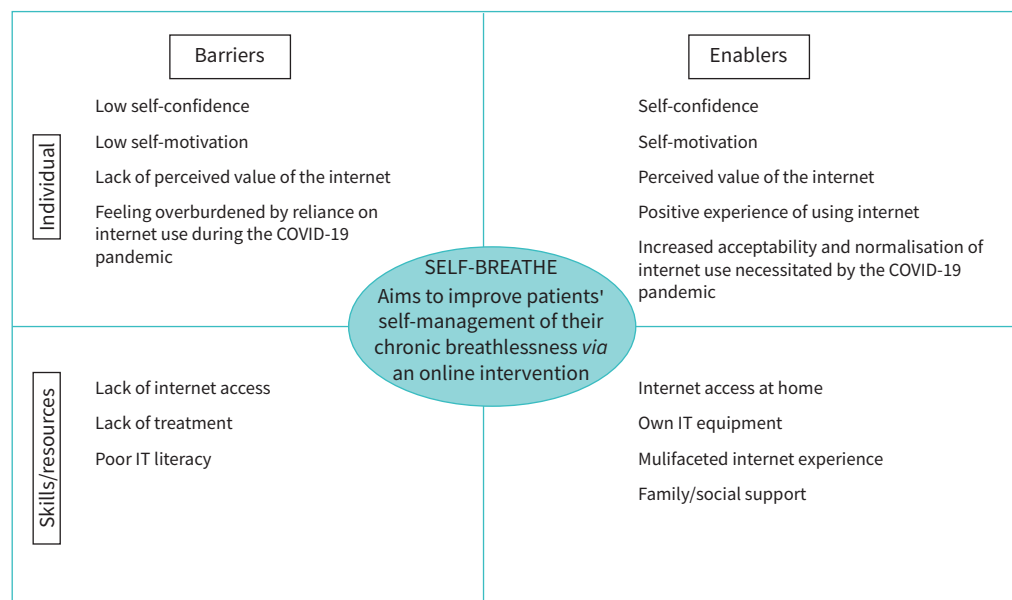 Barriers
Enablers
Individual
Low self-confidence
Low self-motivation
Lack of perceived value of the internet
Feeling overburdened by reliance on
internet use during the COVID-19
pandemic
Self-confidence
Self-motivation
Perceived value of the internet
Positive experience of using internet
Increased acceptability and normalisation of
internet use necessitated by the COVID-19
pandemic
SELF-BREATHE
Aims to improve patients'
self-management of their
chronic breathlessness via
an online intervention
Skills/resources
Lack of internet access
Lack of treatment
Poor IT literacy
Internet access at home
Own IT equipment
Mulifaceted internet experience
Family/social support